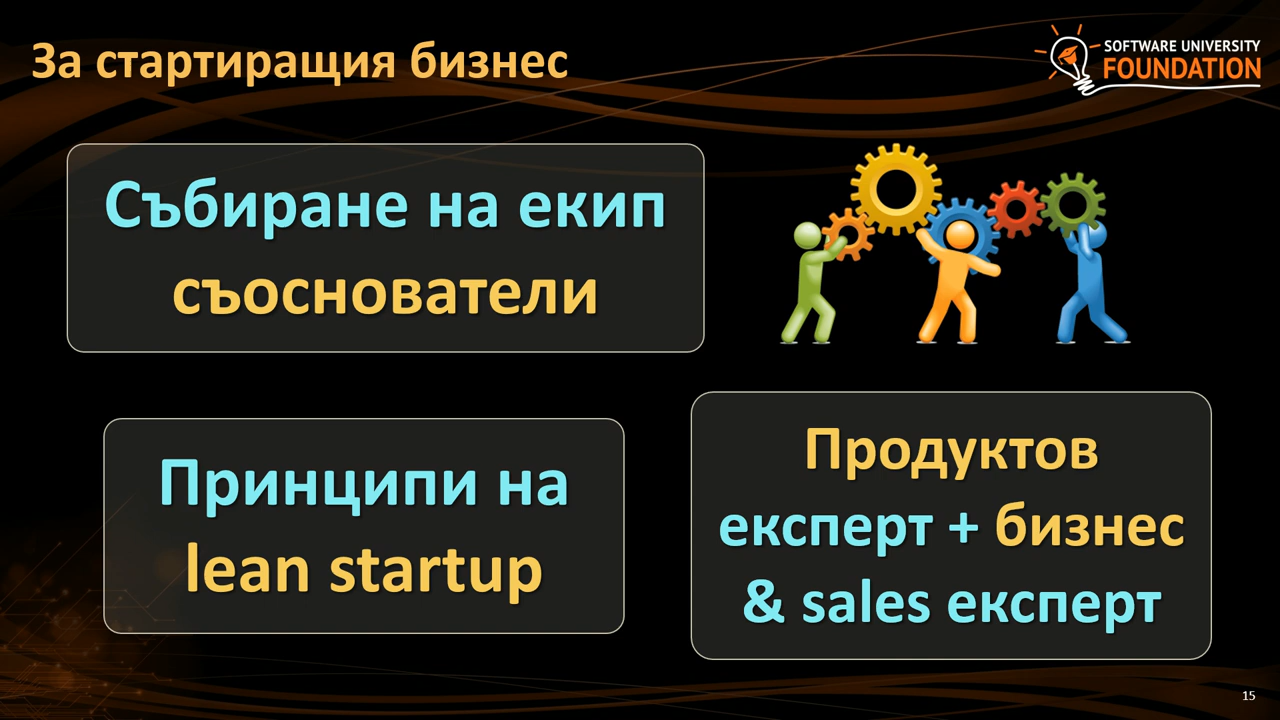 За стартиращия бизнес
SOFTWARE UNIVERSITY
FOUNDATION
Събиране на екип
съоснователи
Принципи на
lean startup
Продуктов
експерт + бизнес
& sales експерт
15